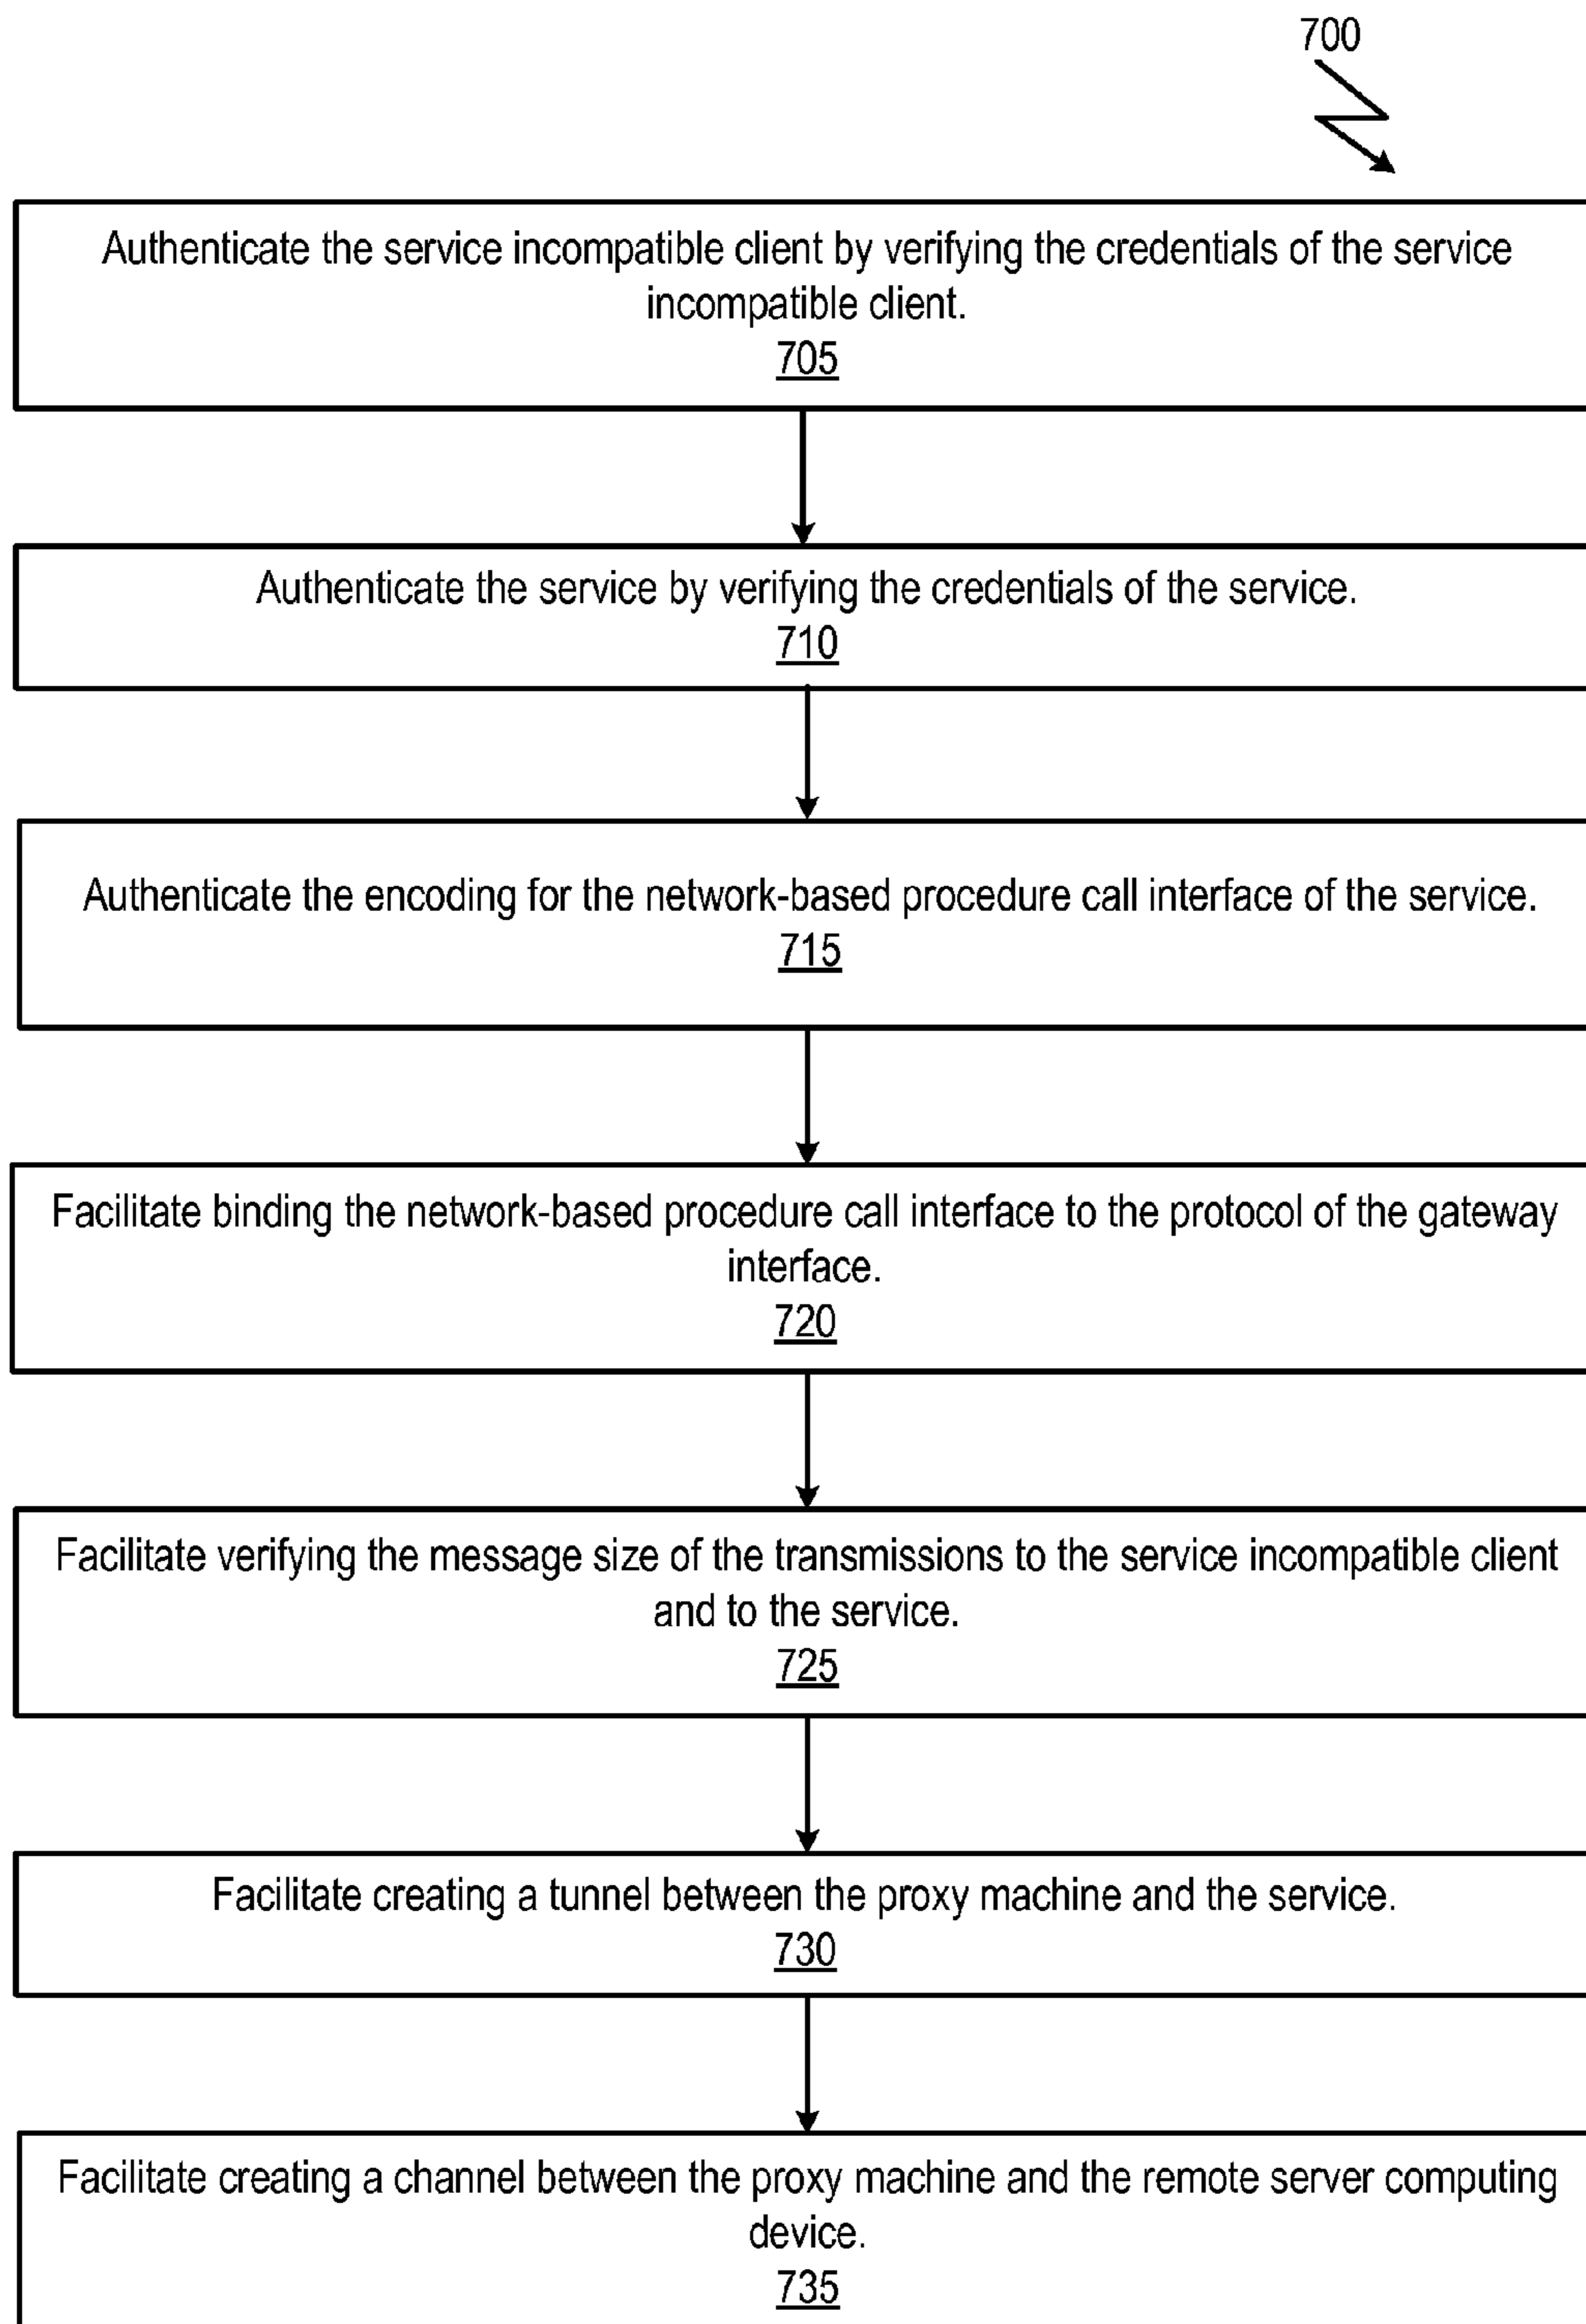 700
Authenticate the service incompatible client by verifying the credentials of the service
incompatible client.
705
Authenticate the service by verifying the credentials of the service.
710
Authenticate the encoding for the network-based procedure call interface of the service.
715
Facilitate binding the network-based procedure call interface to the protocol of the gateway
interface.
720
Facilitate verifying the message size of the transmissions to the service incompatible client
and to the service.
725
Facilitate creating a tunnel between the proxy machine and the service.
730
Facilitate creating a channel between the proxy machine and the remote server computing
device.
735